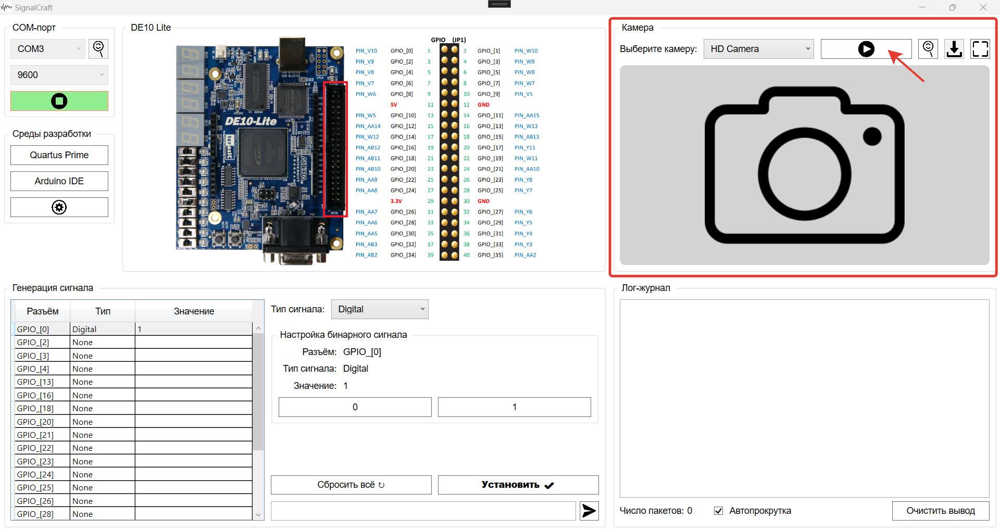 SignalCraft
COM-порт
COM3
9600
Среды разработки
Quartus Prime
Arduino IDE
DE10 Lite
DE10-Lite
terasic
GPIO (JP1)
PIN_V10 GPIO_[0] 1 2 GPIO_[1] PIN_W10
PIN_V9 GPIO_[2] 3 4 GPIO_[3] PIN_W9
PIN_V8 GPIO_[4] 5 6 GPIO_[5] PIN_W8
PIN_V7 GPIO_[6] 7 8 GPIO_[7] PIN_W7
PIN_W6 GPIO_[8] 9 10 GPIO_[9] PIN_V5
5V 11 12 GND
PIN_W5 GPIO_[10] 13 14 GPIO_[11] PIN_AA15
PIN_AA14 GPIO_[12] 15 16 GPIO_[13] PIN_W13
PIN_W12 GPIO_[14] 17 18 GPIO_[15] PIN_AB13
PIN_AB12 GPIO_[16] 19 20 GPIO_[17] PIN_Y11
PIN_AB11 GPIO_[18] 21 22 GPIO_[19] PIN_W11
PIN_AB10 GPIO_[20] 23 24 GPIO_[21] PIN_AA10
PIN_AA9 GPIO_[22] 25 26 GPIO_[23] PIN_Y8
PIN_AA8 GPIO_[24] 27 28 GPIO_[25] PIN_Y7
3.3V 29 30 GND
PIN_AA7 GPIO_[26] 31 32 GPIO_[27] PIN_Y6
PIN_AA6 GPIO_[28] 33 34 GPIO_[29] PIN_Y5
PIN_AA5 GPIO_[30] 35 36 GPIO_[31] PIN_Y4
PIN_AB3 GPIO_[32] 37 38 GPIO_[33] PIN_Y3
PIN_AB2 GPIO_[34] 39 40 GPIO_[35] PIN_AA2
Камера
Выберите камеру: HD Camera
Генерация сигнала
Разъём Тип Значение
GPIO_[0] Digital 1
GPIO_[2] None
GPIO_[3] None
GPIO_[4] None
GPIO_[13] None
GPIO_[16] None
GPIO_[18] None
GPIO_[20] None
GPIO_[21] None
GPIO_[22] None
GPIO_[23] None
GPIO_[24] None
GPIO_[25] None
GPIO_[26] None
GPIO_[28] None
Тип сигнала: Digital
Настройка бинарного сигнала
Разъём: GPIO_[0]
Тип сигнала: Digital
Значение: 1
0 1
Сбросить всё ↻ Установить ✔
Лог-журнал
Число пакетов: 0 Автопрокрутка Очистить вывод